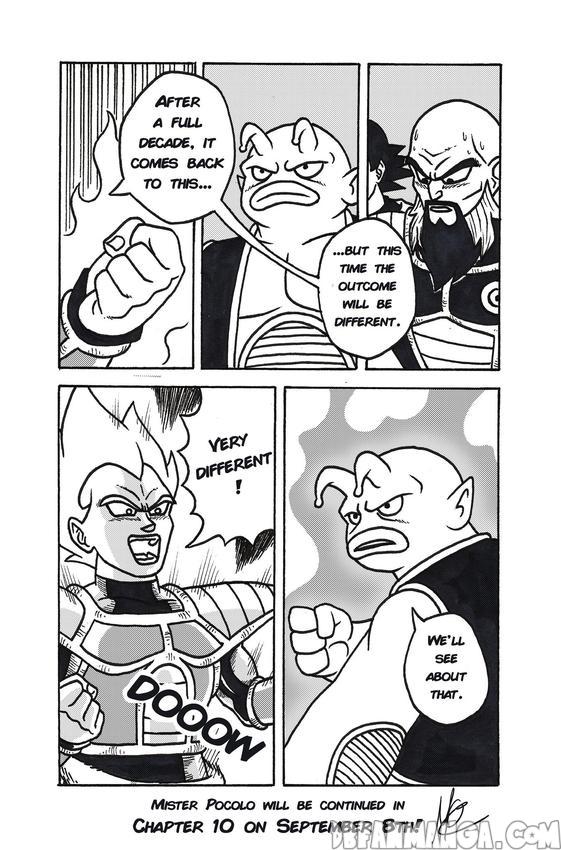 AFTER
A FULL
DECADE, IT
COMES BACK
TO THIS...
...BUT THIS
TIME THE
OUTCOME
WILL BE
DIFFERENT.
VERY
DIFFERENT
!
DOOOW
WE'LL
SEE
ABOUT
THAT.
MISTER POCOLO WILL BE CONTINUED IN
CHAPTER 10 ON SEPTEMBER 8TH!
DBFANMANGA.COM